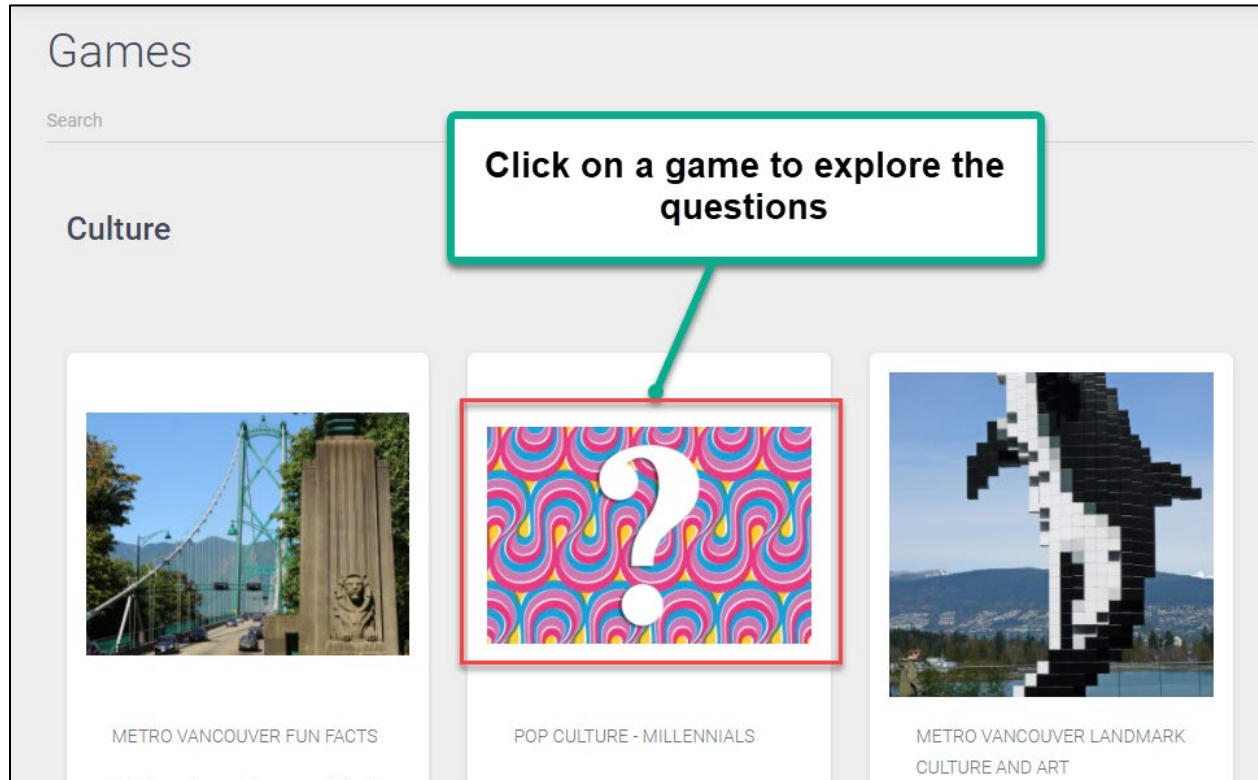 Games
Search
Click on a game to explore the
questions
Culture
?
METRO VANCOUVER FUN FACTS
POP CULTURE - MILLENNIALS
METRO VANCOUVER LANDMARK
CULTURE AND ART